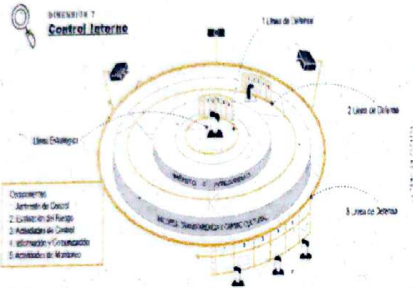 DIMENSIÓN 7
Control Interno
1 Línea de Defensa
2 Línea de Defensa
Línea Estratégica
3 Línea de Defensa
Componentes
Ambiente de Control
2. Evaluación del Riesgo
3. Actividades de Control
4. Información y Comunicación
5. Actividades de Monitoreo